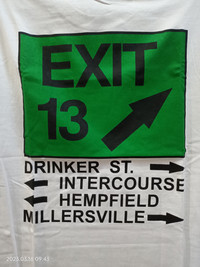 EXIT
13
DRINKER ST.
INTERCOURSE
HEMPFIELD
MILLERSVILLE